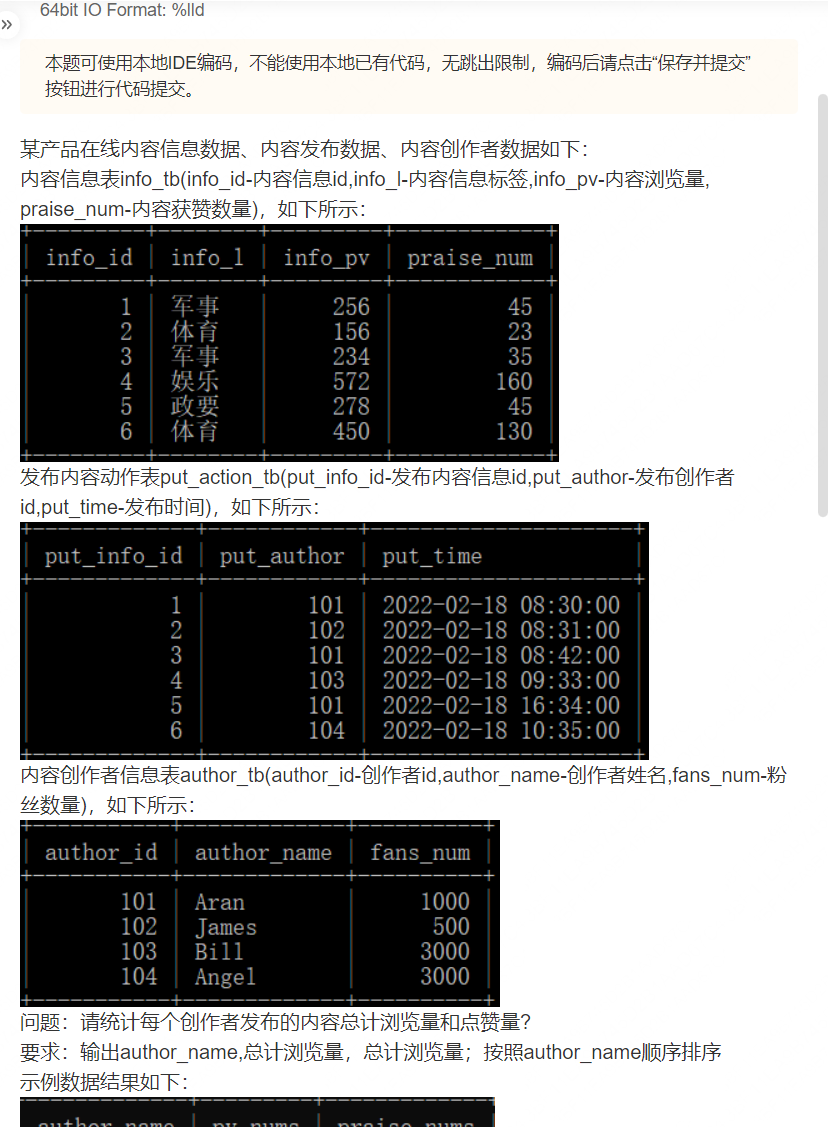 64bit IO Format: %lld
»
本题可使用本地IDE编码，不能使用本地已有代码，无跳出限制，编码后请点击“保存并提交”
按钮进行代码提交。
某产品在线内容信息数据、内容发布数据、内容创作者数据如下：
内容信息表info_tb(info_id-内容信息id,info_l-内容信息标签,info_pv-内容浏览量,
praise_num-内容获赞数量)，如下所示：
info_id | info_l | info_pv | praise_num
1 | 军事 | 256 | 45
2 | 体育 | 156 | 23
3 | 军事 | 234 | 35
4 | 娱乐 | 572 | 160
5 | 政要 | 278 | 45
6 | 体育 | 450 | 130
发布内容动作表put_action_tb(put_info_id-发布内容信息id,put_author-发布创作者
id,put_time-发布时间)，如下所示：
put_info_id | put_author | put_time
1 | 101 | 2022-02-18 08:30:00
2 | 102 | 2022-02-18 08:31:00
3 | 101 | 2022-02-18 08:42:00
4 | 103 | 2022-02-18 09:33:00
5 | 101 | 2022-02-18 16:34:00
6 | 104 | 2022-02-18 10:35:00
内容创作者信息表author_tb(author_id-创作者id,author_name-创作者姓名,fans_num-粉
丝数量)，如下所示：
author_id | author_name | fans_num
101 | Aran | 1000
102 | James | 500
103 | Bill | 3000
104 | Angel | 3000
问题：请统计每个创作者发布的内容总计浏览量和点赞量?
要求：输出author_name,总计浏览量，总计浏览量；按照author_name顺序排序
示例数据结果如下：
author_name | pv_nums | praise_nums